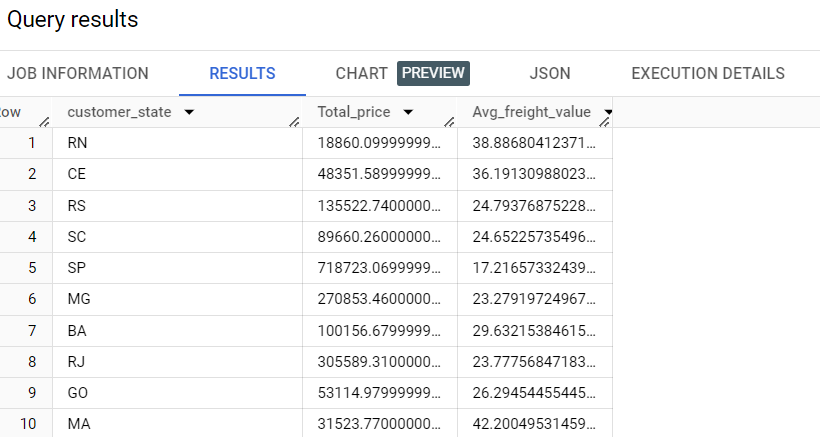 Query results
JOB INFORMATION RESULTS CHART PREVIEW JSON EXECUTION DETAILS
ow customer_state Total_price Avg_freight_value
1 RN 18860.09999999... 38.88680412371...
2 CE 48351.58999999... 36.19130988023...
3 RS 135522.7400000... 24.79376875228...
4 SC 89660.26000000... 24.65225735496...
5 SP 718723.0699999... 17.21657332439...
6 MG 270853.4600000... 23.27919724967...
7 BA 100156.6799999... 29.63215384615...
8 RJ 305589.3100000... 23.77756847183...
9 GO 53114.97999999... 26.29454455445...
10 MA 31523.77000000... 42.20049531459...